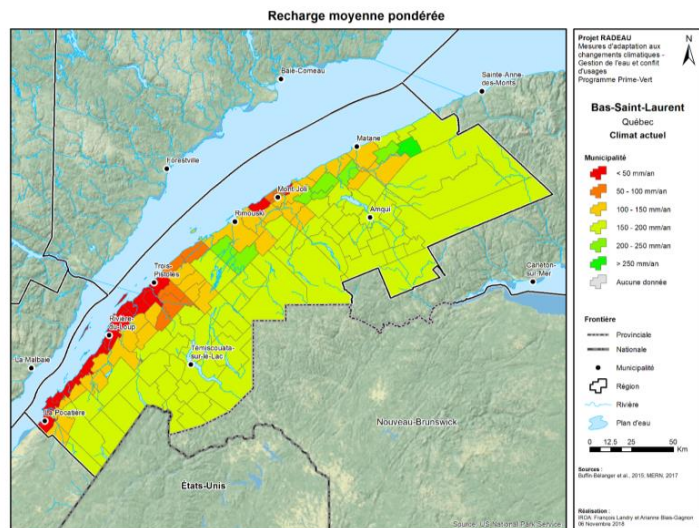 Recharge moyenne pondérée
Baie-Comeau
Sainte-Anne
des-Monts
Forestville
Matane
Mont-Joli
Rimouski
Amqui
Trois-
Pistoles
Carleton-
sur-Mer
Rivière-
du-Loup
La Malbaie
Témiscouata-
sur-le-Lac
La Pocatière
Nouveau-Brunswick
États-Unis
Source: US National Park Service
Projet RADEAU
Mesures d'adaptation aux
changements climatiques -
Gestion de l'eau et conflit
d'usages
Programme Prime-Vert
N
Bas-Saint-Laurent
Québec
Climat actuel
Municipalité
< 50 mm/an
50 - 100 mm/an
100 - 150 mm/an
150 - 200 mm/an
200 - 250 mm/an
> 250 mm/an
Aucune donnée
Frontière
Provinciale
Nationale
Municipalité
Région
Rivière
Plan d'eau
0 12.5 25 50
Km
Sources :
Buffin-Bélanger et al., 2015; MERN, 2017
Réalisation :
IRDA: François Landry et Arianne Blais-Gagnon
06 Novembre 2018